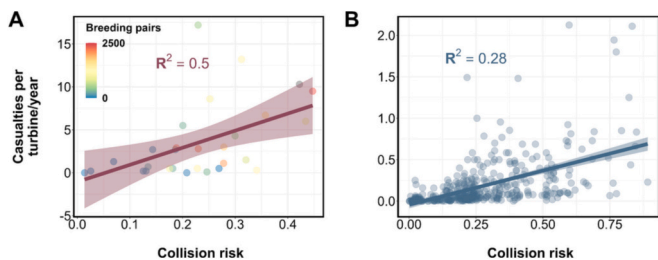 A
Breeding pairs
2500
0
R² = 0.5
15
10
5
0
-5
Casualties per
turbine/year
0.0 0.1 0.2 0.3 0.4
Collision risk
B
R² = 0.28
2.0
1.5
1.0
0.5
0.0
0.00 0.25 0.50 0.75
Collision risk